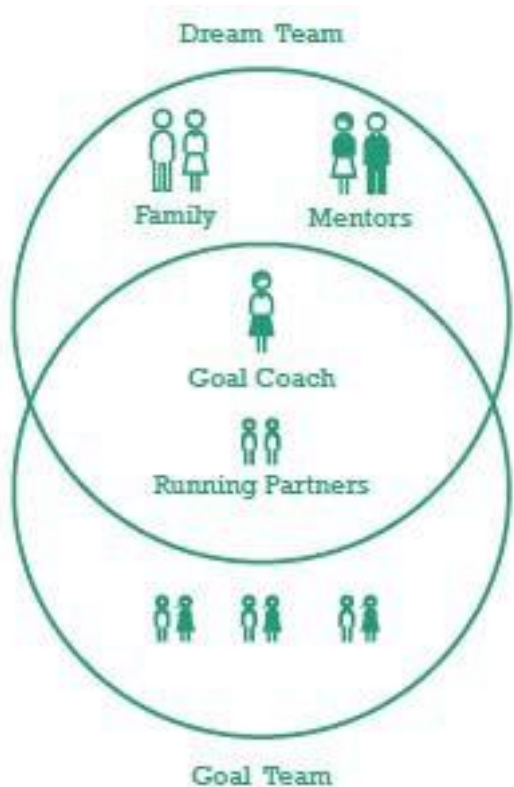 Dream Team
Family
Mentors
Goal Coach
Running Partners
Goal Team